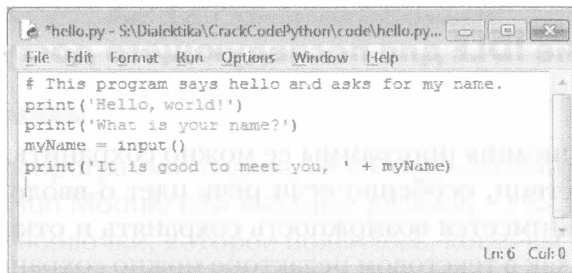 *hello.py - S:\Dialektika\CrackCodePython\code\hello.py...
File Edit Format Run Options Window Help
# This program says hello and asks for my name.
print('Hello, world!')
print('What is your name?')
myName = input()
print('It is good to meet you, ' + myName)
Ln: 6 Col: 0